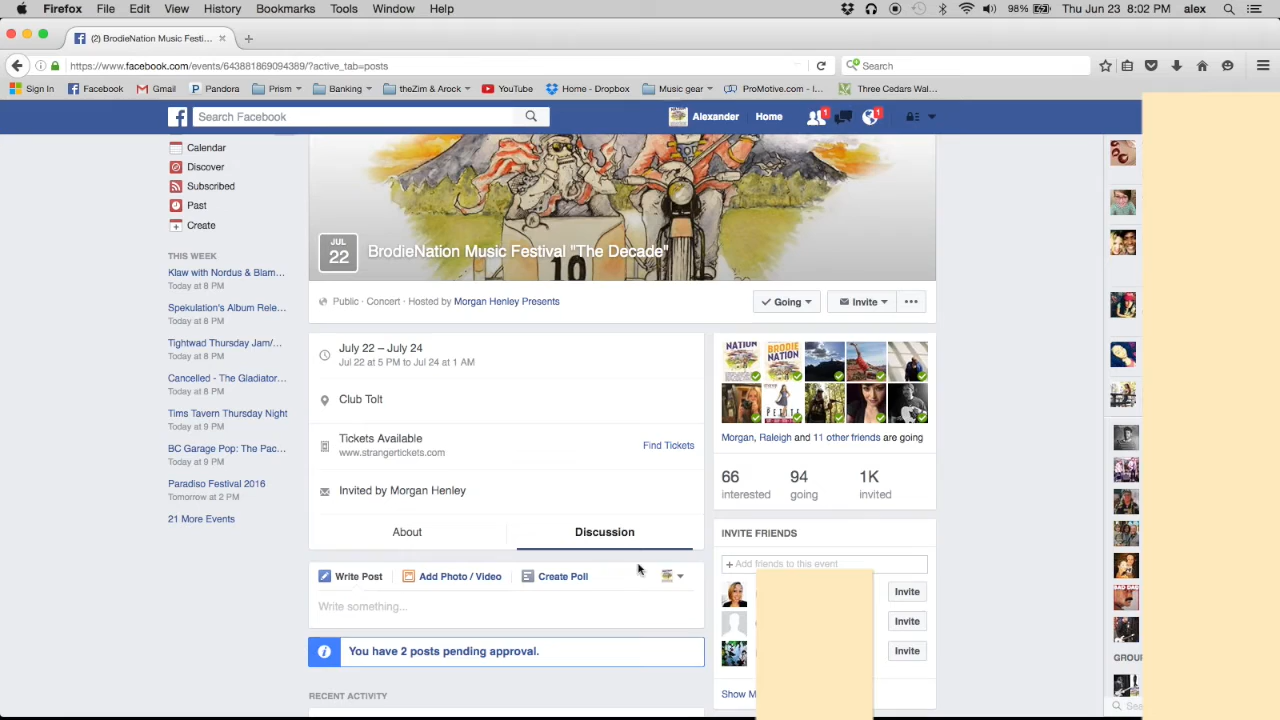 Firefox File Edit View History Bookmarks Tools Window Help 98% Thu Jun 23 8:02 PM alex
(2) BrodieNation Music Festi...
https://www.facebook.com/events/643881869094389/?active_tab=posts Search
Sign In Facebook Gmail Pandora Prism Banking theZim & Arock YouTube Home - Dropbox Music gear ProMotive.com - I... Three Cedars Wal...
Search Facebook Alexander Home 1 1
Calendar
Discover
Subscribed
Past
Create
THIS WEEK
Klaw with Nordus & Blam...
Today at 8 PM
Spekulation's Album Rele...
Today at 8 PM
Tightwad Thursday Jam/...
Today at 8 PM
Cancelled - The Gladiator...
Today at 8 PM
Tims Tavern Thursday Night
Today at 9 PM
BC Garage Pop: The Pac...
Today at 9 PM
Paradiso Festival 2016
Tomorrow at 2 PM
21 More Events
10
JUL
22
BrodieNation Music Festival "The Decade"
Public · Concert · Hosted by Morgan Henley Presents
Going Invite
July 22 – July 24
Jul 22 at 5 PM to Jul 24 at 1 AM
Club Tolt
Tickets Available
www.strangertickets.com
Find Tickets
Invited by Morgan Henley
About Discussion
Write Post Add Photo / Video Create Poll
Write something...
You have 2 posts pending approval.
RECENT ACTIVITY
NATION
BRODIE
NATION
Morgan, Raleigh and 11 other friends are going
66 94 1K
interested going invited
INVITE FRIENDS
+ Add friends to this event
Invite
Invite
Invite
Show M
GROU
Sea